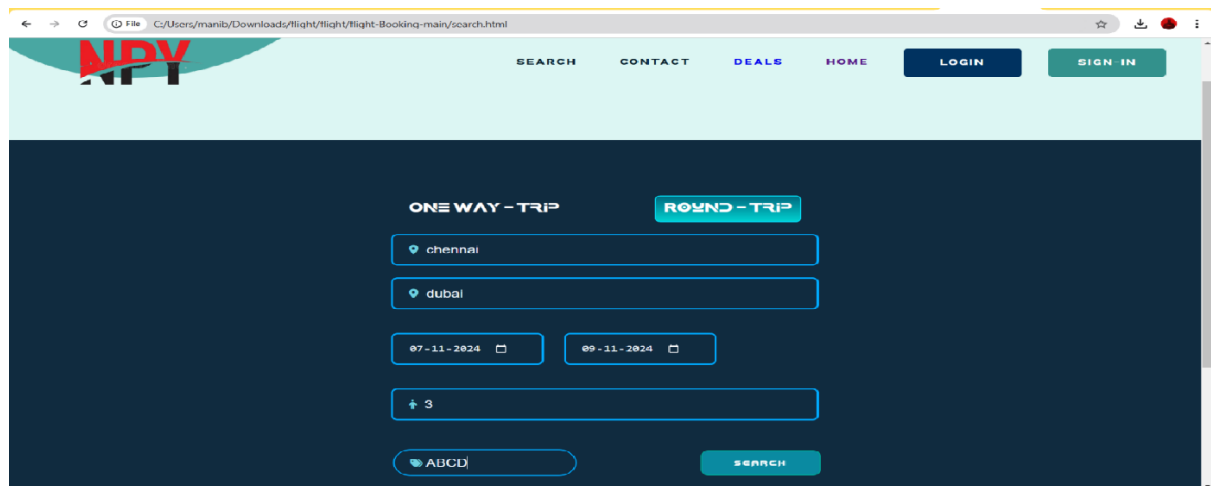 File C:/Users/manib/Downloads/flight/flight/flight-Booking-main/search.html
NPY
SEARCH CONTACT DEALS HOME LOGIN SIGN-IN
ONE WAY-TRIP ROUND-TRIP
chennai
dubai
07-11-2024 09-11-2024
3
ABCD SEARCH